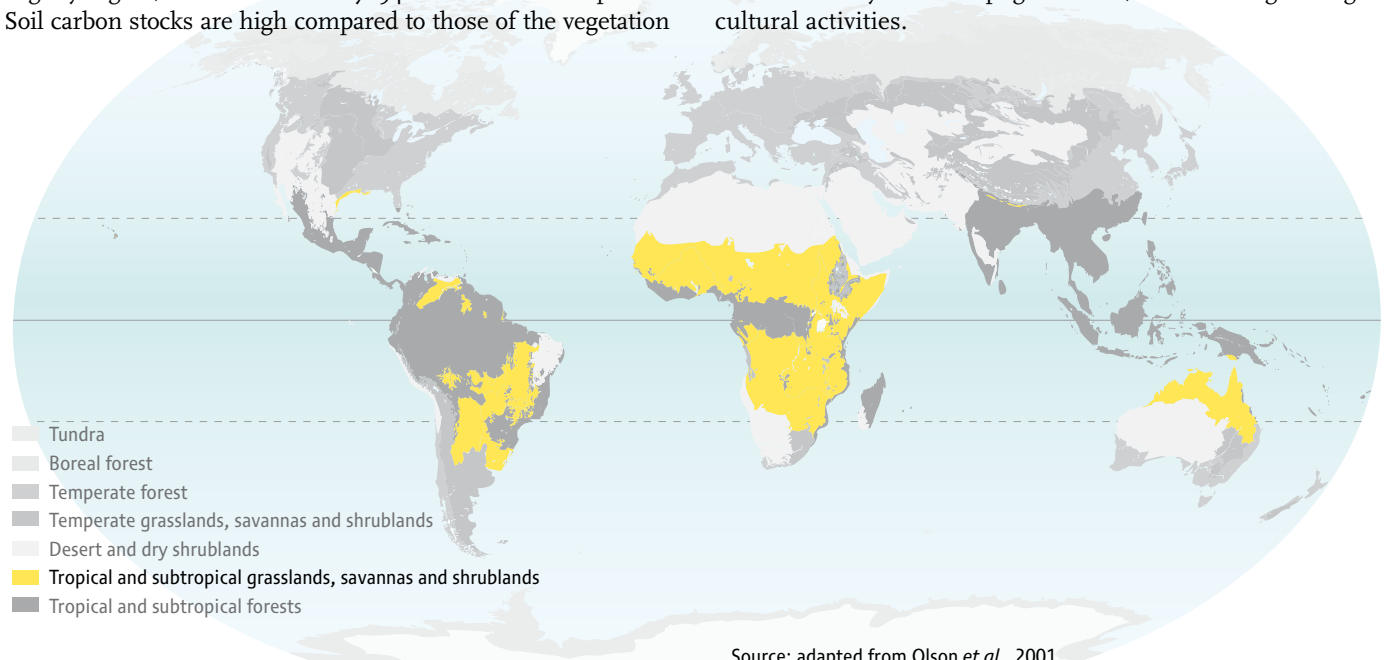 Soil carbon stocks are high compared to those of the vegetation
cultural activities.
Tundra
Boreal forest
Temperate forest
Temperate grasslands, savannas and shrublands
Desert and dry shrublands
Tropical and subtropical grasslands, savannas and shrublands
Tropical and subtropical forests
Source: adapted from Olson et al., 2001